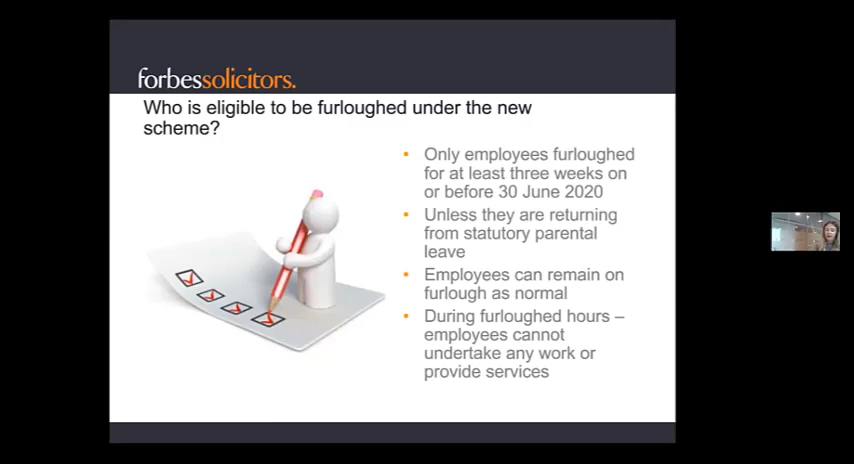 forbessolicitors.
Who is eligible to be furloughed under the new
scheme?
• Only employees furloughed
for at least three weeks on
or before 30 June 2020
• Unless they are returning
from statutory parental
leave
• Employees can remain on
furlough as normal
• During furloughed hours –
employees cannot
undertake any work or
provide services